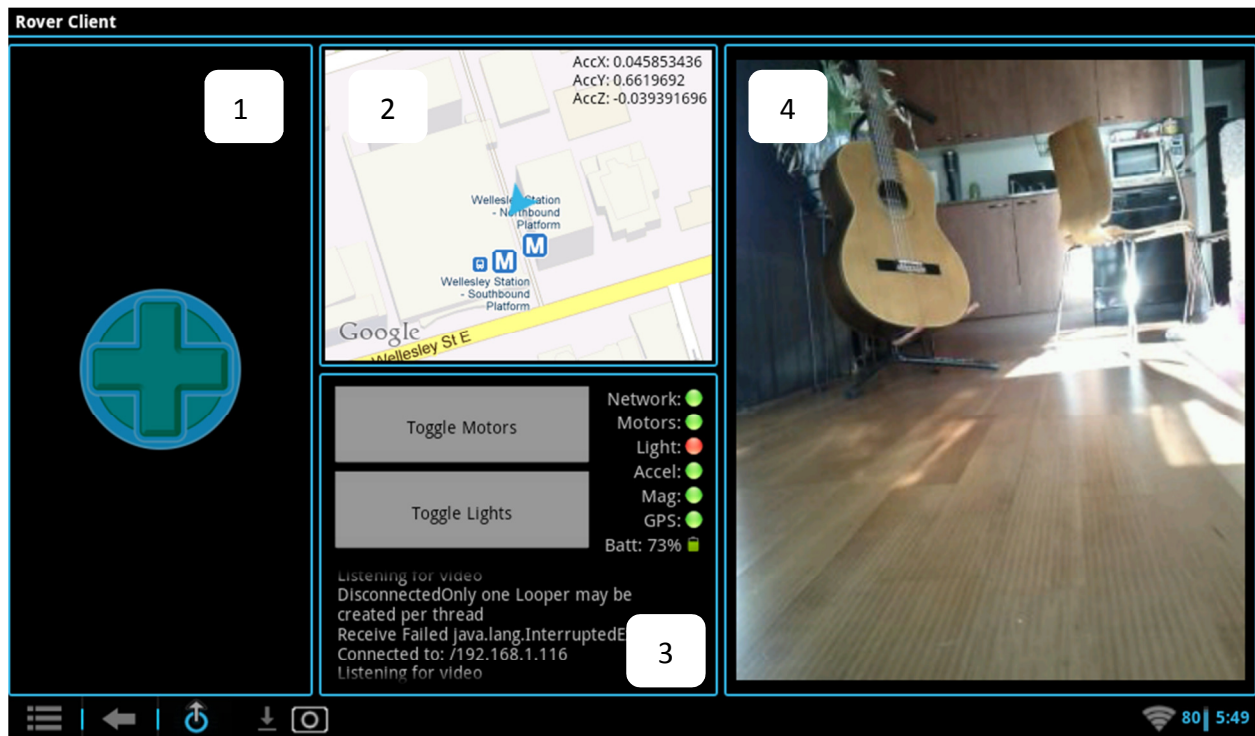 Rover Client
1
2
AccX: 0.045853436
AccY: 0.6619692
AccZ: -0.039391696
Station
- Northbound
Platform
M
M
Wellesley Station
- Southbound
Platform
Google
Wellesley St E
Toggle Motors
Toggle Lights
Network:
Motors:
Light:
Accel:
Mag:
GPS:
Batt: 73%
Listening for video
DisconnectedOnly one Looper may be
created per thread
Receive Failed java.lang.InterruptedE
Connected to: /192.168.1.116
Listening for video
3
4
80 5:49